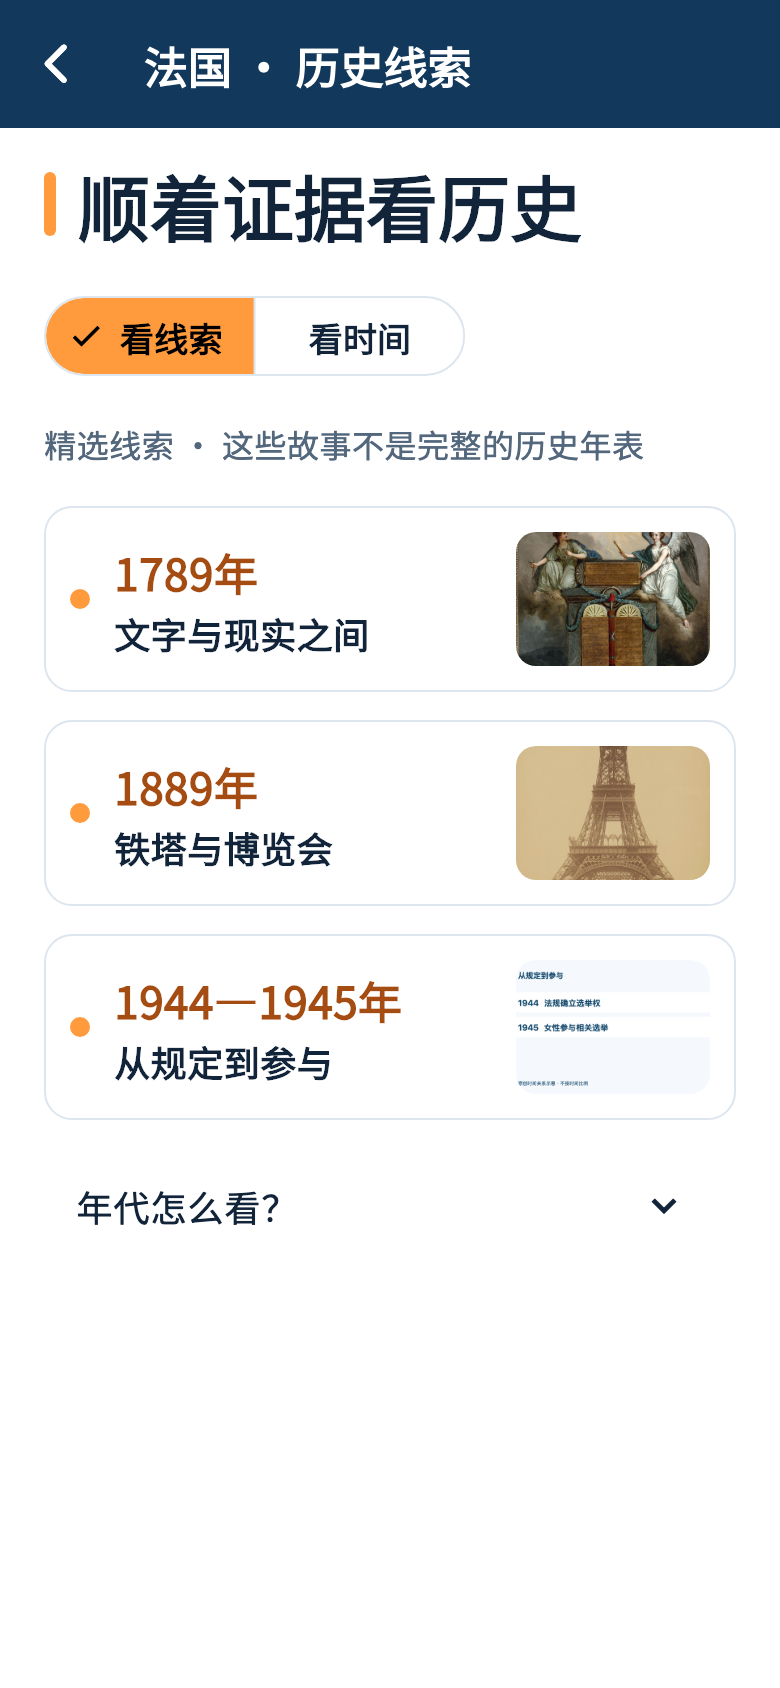 法国 · 历史线索
顺着证据看历史
看线索
看时间
精选线索 · 这些故事不是完整的历史年表
1789年
文字与现实之间
1889年
铁塔与博览会
1944—1945年
从规定到参与
从规定到参与
1944 法规确立选举权
1945 女性参与相关选举
年代怎么看？